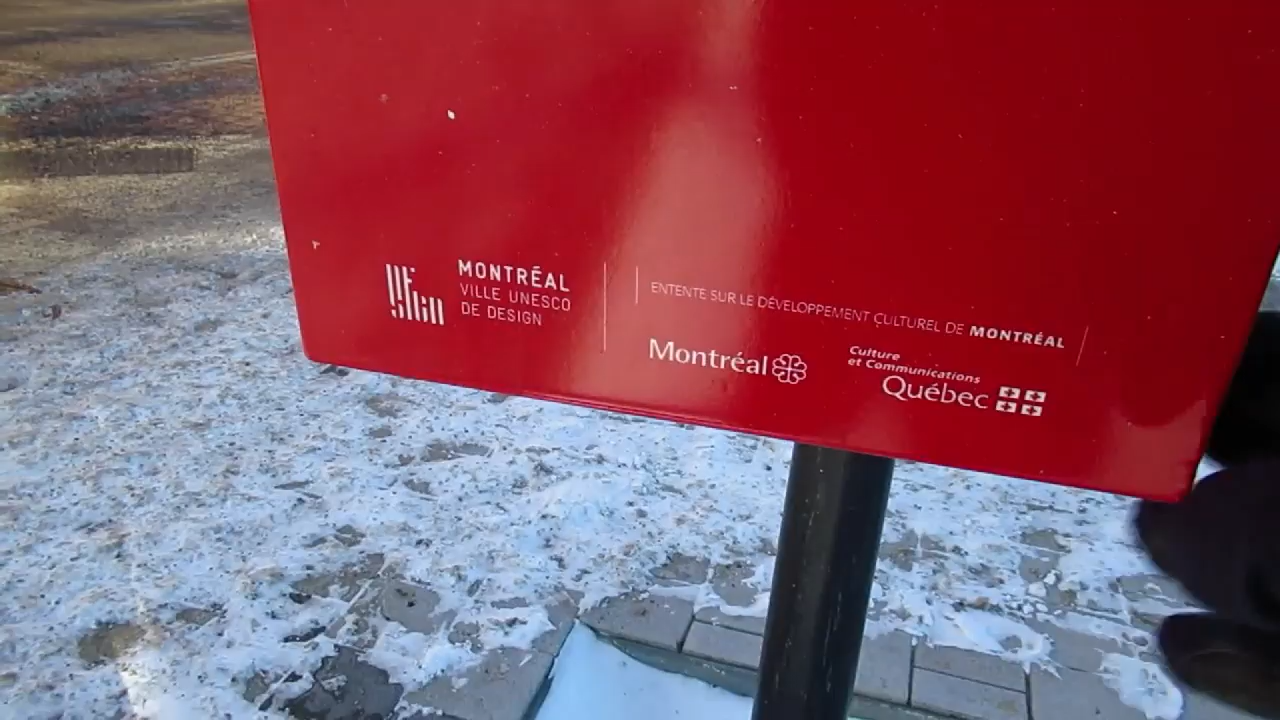 MONTRÉAL
VILLE UNESCO
DE DESIGN
ENTENTE SUR LE DÉVELOPPEMENT CULTUREL DE MONTRÉAL
Montréal
Culture
et Communications
Québec